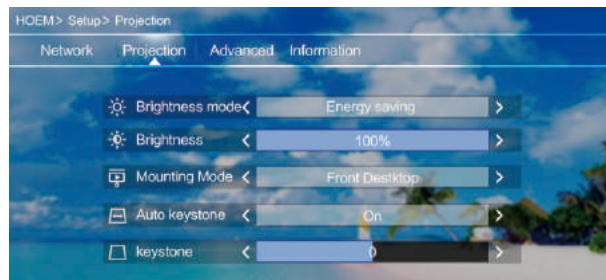 HOEM> Setup> Projection
Network Projection Advanced Information
Brightness mode < Energy saving >
Brightness < 100% >
Mounting Mode < Front Desktkop >
Auto keystone < On >
keystone < 0 >